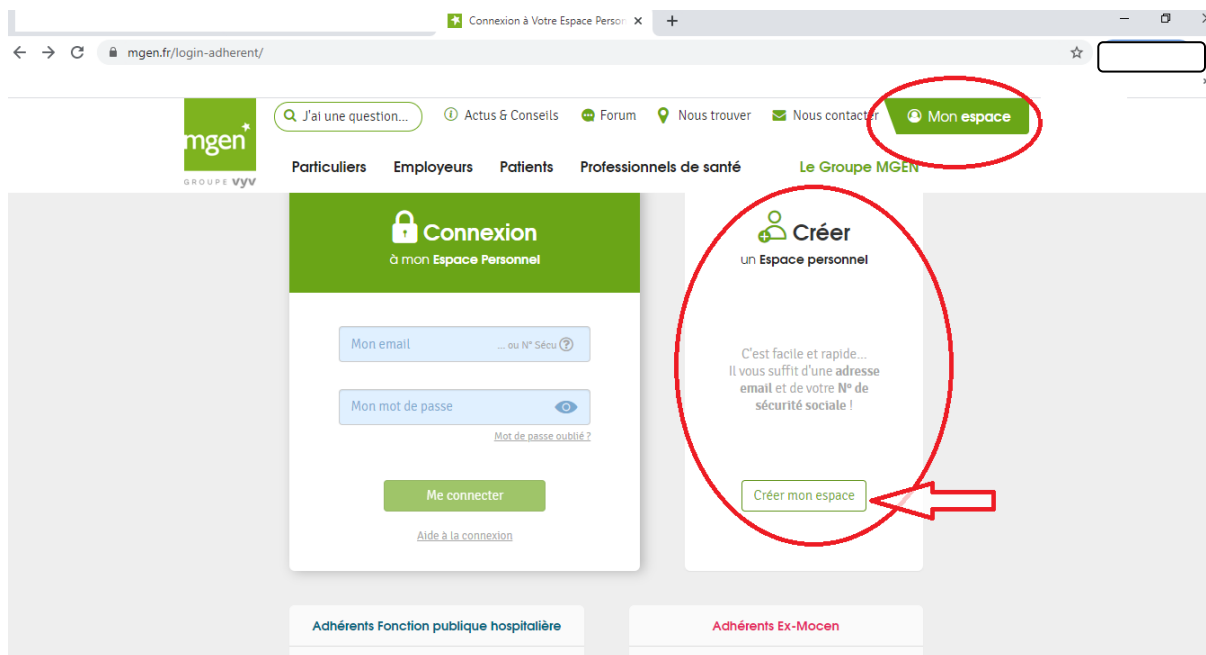 Connexion à Votre Espace Person
mgen.fr/login-adherent/
mgen
GROUPE vyv
J'ai une question...
Actus & Conseils
Forum
Nous trouver
Nous contacter
Mon espace
Particuliers
Employeurs
Patients
Professionnels de santé
Le Groupe MGEN
Connexion
à mon Espace Personnel
Mon email
... ou N° Sécu
Mon mot de passe
Mot de passe oublié ?
Me connecter
Aide à la connexion
Créer
un Espace personnel
C'est facile et rapide...
Il vous suffit d'une adresse
email et de votre N° de
sécurité sociale !
Créer mon espace
Adhérents Fonction publique hospitalière
Adhérents Ex-Mocen